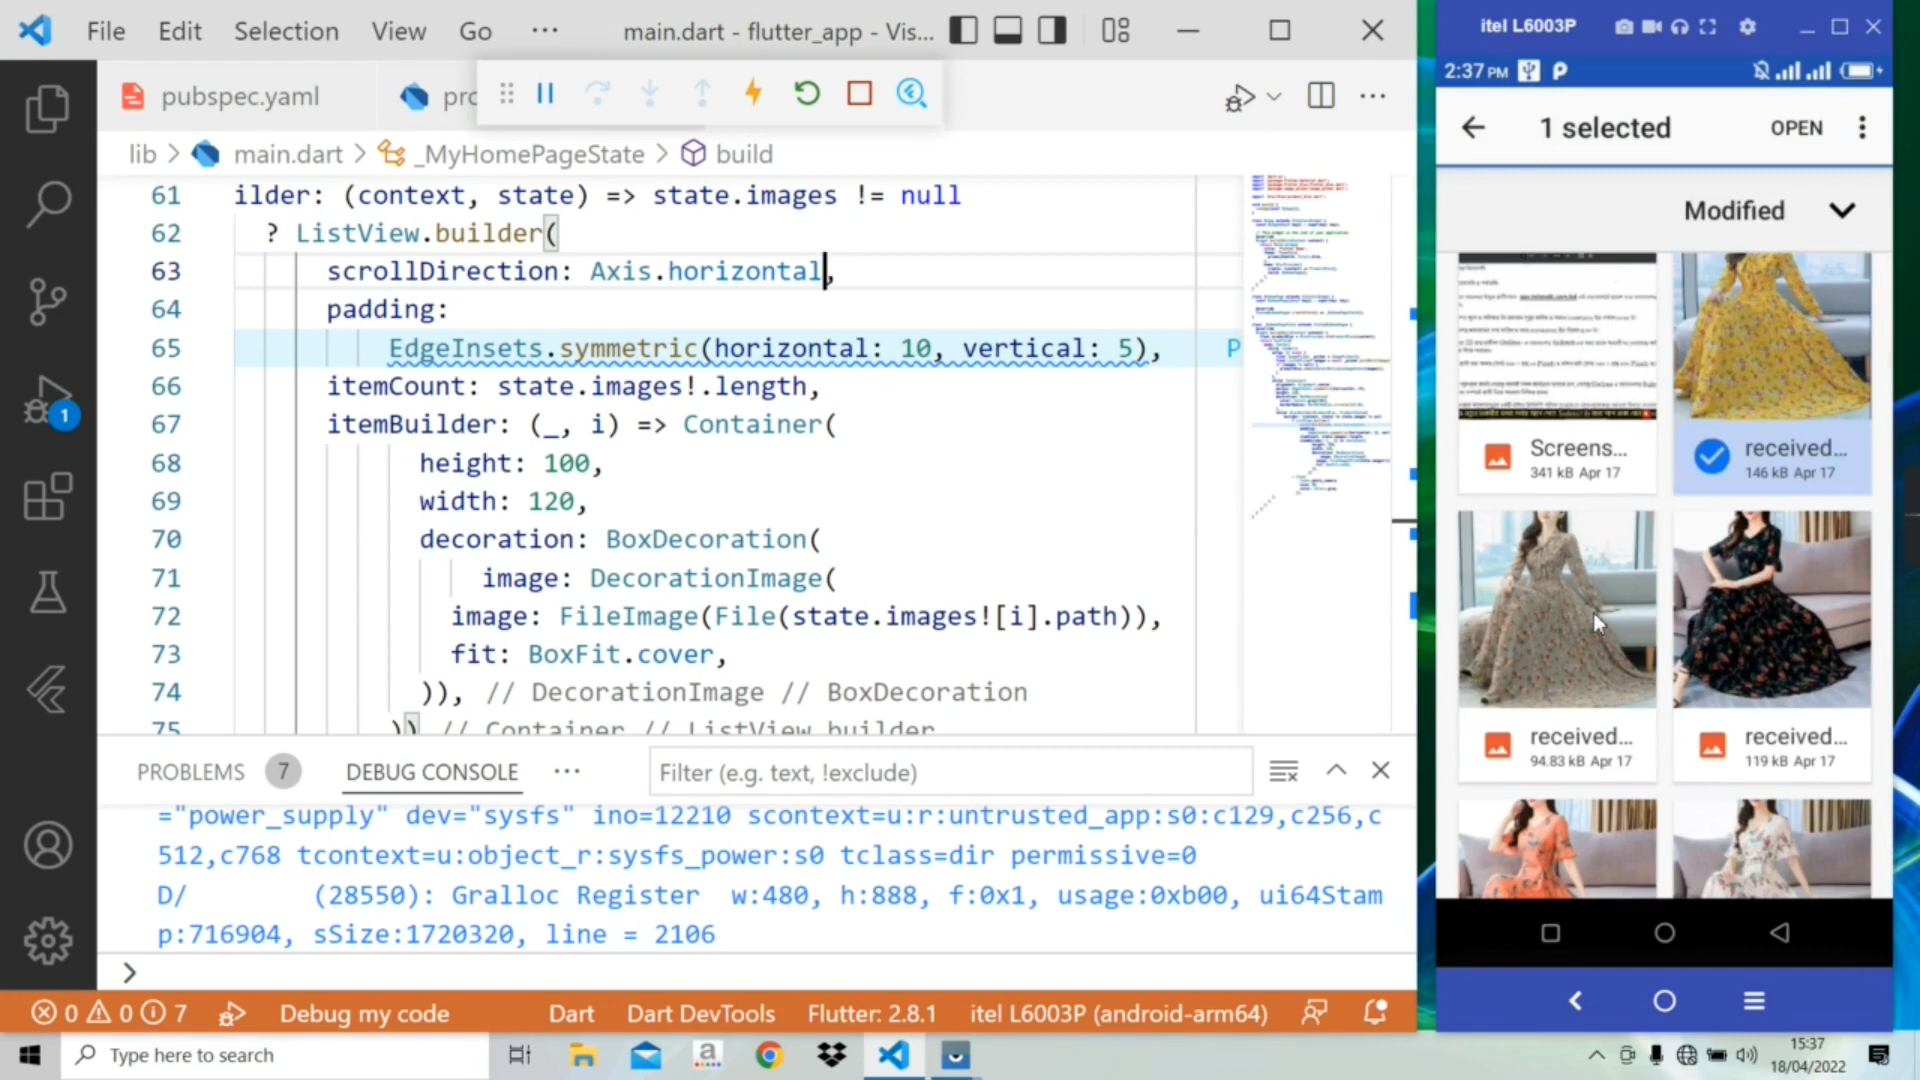 File Edit Selection View Go ··· main.dart - flutter_app - Vis...
pubspec.yaml
lib > main.dart > _MyHomePageState > build
61 ilder: (context, state) => state.images != null
62 ? ListView.builder(
63 scrollDirection: Axis.horizontal,
64 padding:
65 EdgeInsets.symmetric(horizontal: 10, vertical: 5), P
66 itemCount: state.images!.length,
67 itemBuilder: (_, i) => Container(
68 height: 100,
69 width: 120,
70 decoration: BoxDecoration(
71 image: DecorationImage(
72 image: FileImage(File(state.images![i].path)),
73 fit: BoxFit.cover,
74 )), // DecorationImage // BoxDecoration
75 )) // Container // ListView.builder
1
PROBLEMS 7 DEBUG CONSOLE ··· Filter (e.g. text, !exclude)
="power_supply" dev="sysfs" ino=12210 scontext=u:r:untrusted_app:s0:c129,c256,c
512,c768 tcontext=u:object_r:sysfs_power:s0 tclass=dir permissive=0
D/ (28550): Gralloc Register w:480, h:888, f:0x1, usage:0xb00, ui64Stam
p:716904, sSize:1720320, line = 2106
>
0 0 7 Debug my code Dart Dart DevTools Flutter: 2.8.1 itel L6003P (android-arm64)
Type here to search
15:37
18/04/2022
itel L6003P
2:37 PM
1 selected OPEN
Modified
Screens...
341 kB Apr 17
received...
146 kB Apr 17
received...
94.83 kB Apr 17
received...
119 kB Apr 17